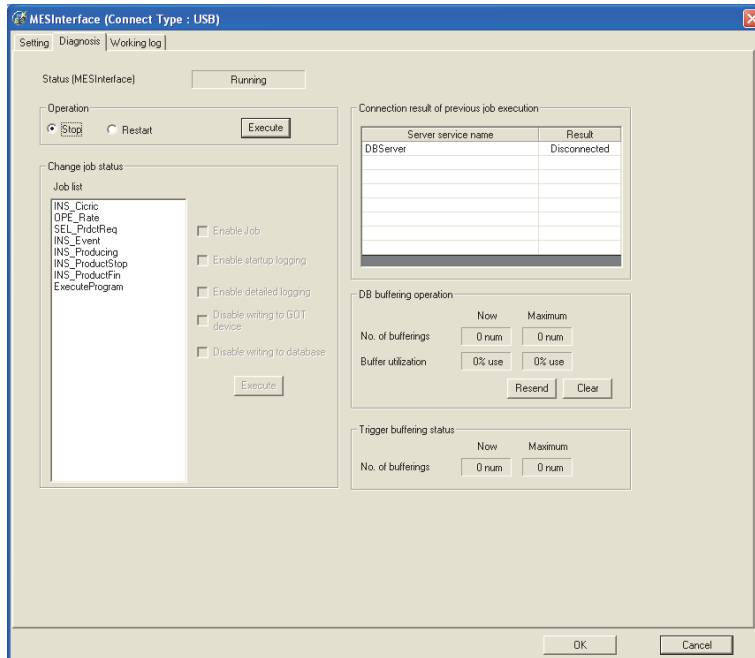 MESInterface (Connect Type : USB)
Setting
Diagnosis
Working log
Status (MESInterface)
Running
Operation
Stop
Restart
Execute
Change job status
Job list
INS_Cicric
OPE_Rate
SEL_PrdctReq
INS_Event
INS_Producing
INS_ProductStop
INS_ProductFin
ExecuteProgram
Enable Job
Enable startup logging
Enable detailed logging
Disable writing to GOT
device
Disable writing to database
Execute
Connection result of previous job execution
Server service name
Result
DBServer
Disconnected
DB buffering operation
Now
Maximum
No. of bufferings
0 num
0 num
Buffer utilization
0% use
0% use
Resend
Clear
Trigger buffering status
Now
Maximum
No. of bufferings
0 num
0 num
OK
Cancel